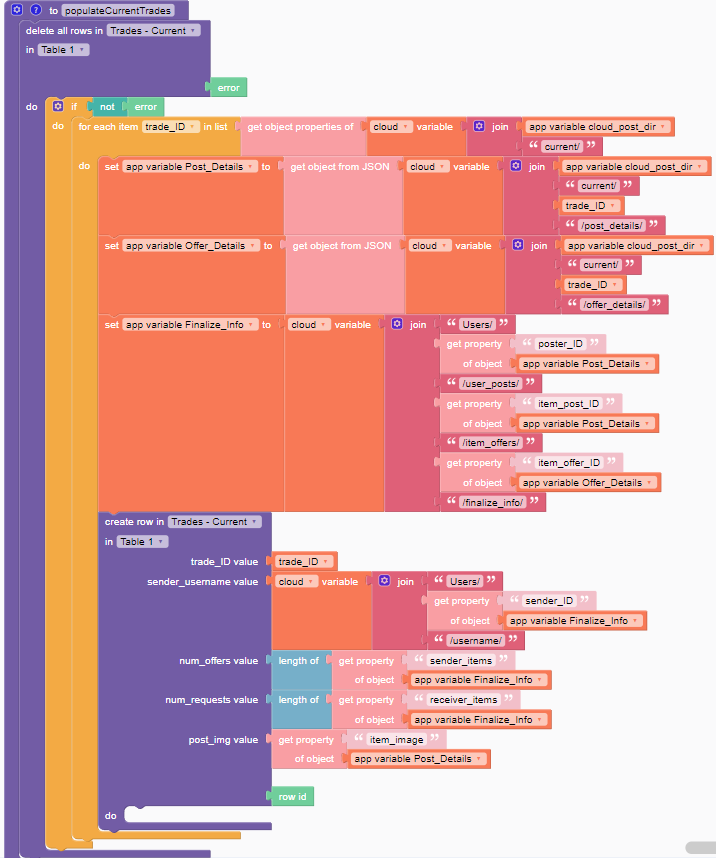 to populateCurrentTrades
delete all rows in Trades - Current
in Table 1
error
do if not error
do for each item trade_ID in list get object properties of cloud variable join app variable cloud_post_dir
“ current/ ”
do set app variable Post_Details to get object from JSON cloud variable join app variable cloud_post_dir
“ current/ ”
trade_ID
“ /post_details/ ”
set app variable Offer_Details to get object from JSON cloud variable join app variable cloud_post_dir
“ current/ ”
trade_ID
“ /offer_details/ ”
set app variable Finalize_Info to cloud variable join “ Users/ ”
get property “ poster_ID ”
of object app variable Post_Details
“ /user_posts/ ”
get property “ item_post_ID ”
of object app variable Post_Details
“ /item_offers/ ”
get property “ item_offer_ID ”
of object app variable Offer_Details
“ /finalize_info/ ”
create row in Trades - Current
in Table 1
trade_ID value trade_ID
sender_username value cloud variable join “ Users/ ”
get property “ sender_ID ”
of object app variable Finalize_Info
“ /username/ ”
num_offers value length of get property “ sender_items ”
of object app variable Finalize_Info
num_requests value length of get property “ receiver_items ”
of object app variable Finalize_Info
post_img value get property “ item_image ”
of object app variable Post_Details
row id
do